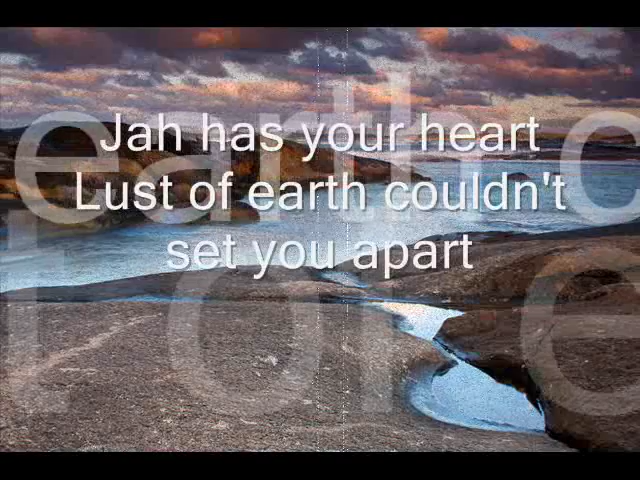 Jah has your heart
Lust of earth couldn't
set you apart